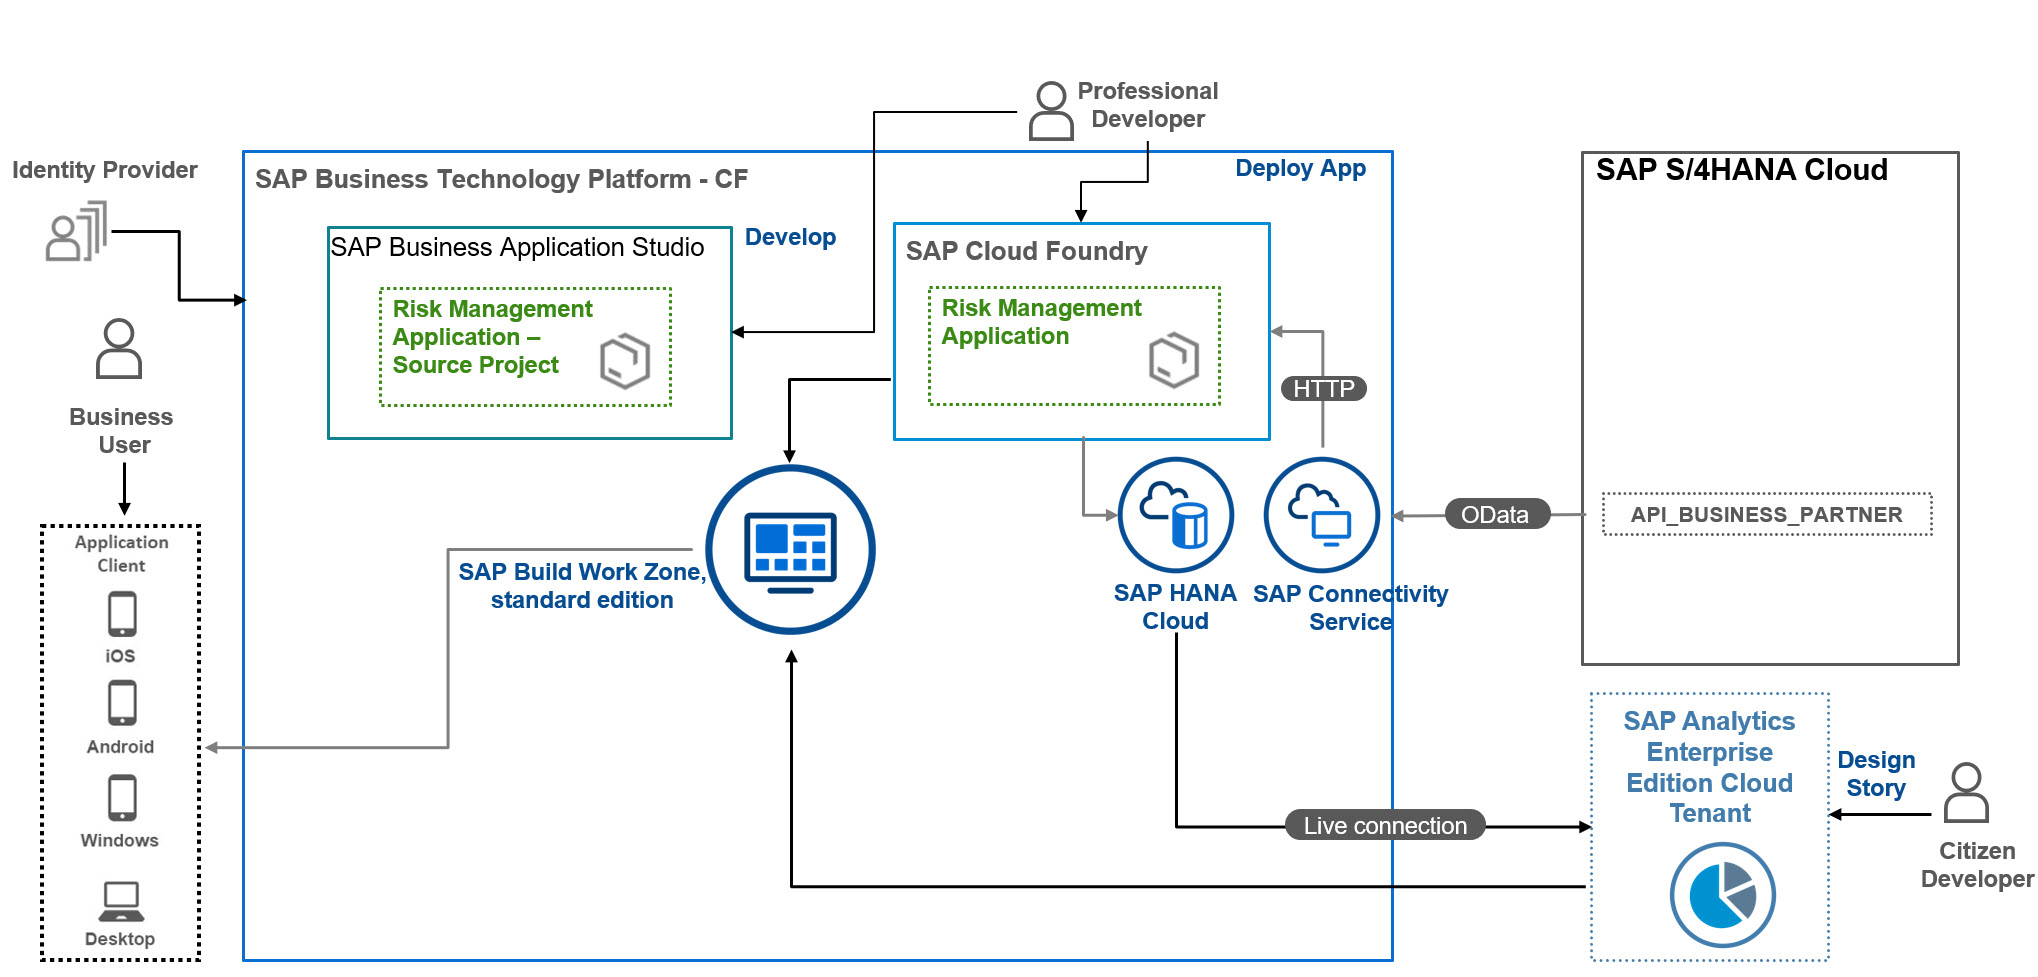 Professional
Developer
Identity Provider
SAP Business Technology Platform - CF
Deploy App
SAP S/4HANA Cloud
SAP Business Application Studio
Develop
SAP Cloud Foundry
Risk Management
Application –
Source Project
Risk Management
Application
HTTP
Business
User
OData
API_BUSINESS_PARTNER
Application
Client
iOS
Android
Windows
Desktop
SAP Build Work Zone,
standard edition
SAP HANA
Cloud
SAP Connectivity
Service
SAP Analytics
Enterprise
Edition Cloud
Tenant
Design
Story
Live connection
Citizen
Developer